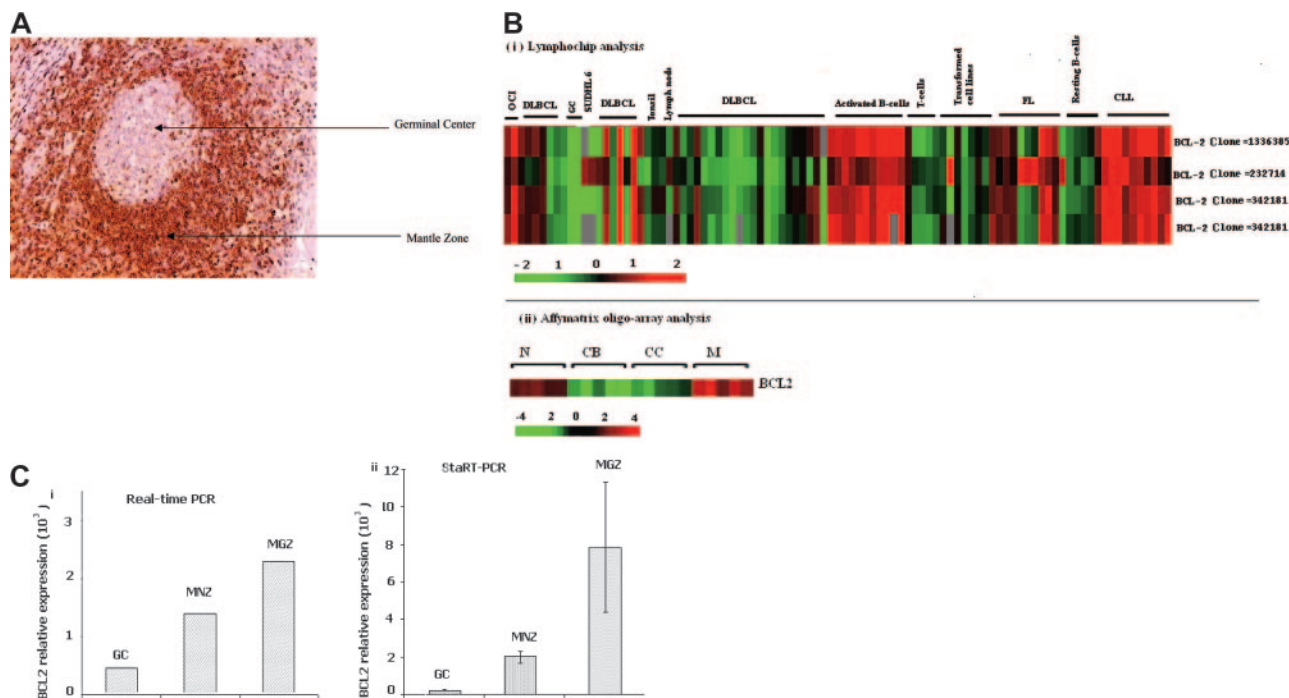 A
Germinal Center
Mantle Zone
B
(i) Lymphochip analysis
OCI
DLBCL
GC
SUDHL 6
DLBCL
Tonsil
Lymph node
DLBCL
Activated B-cells
T-cells
Transformed
cell lines
FL
Resting B-cells
CLL
BCL-2 Clone =1336385
BCL-2 Clone =232714
BCL-2 Clone =342181
BCL-2 Clone =342181
-2 1 0 1 2
(ii) Affymatrix oligo-array analysis
N CB CC M
BCL2
-4 2 0 2 4
C
i
Real-time PCR
BCL2 relative expression (10³)
3
2
1
0
GC
MN2
MG2
ii
StaRT-PCR
BCL2 relative expression (10³)
12
10
8
6
4
2
0
GC
MN2
MG2